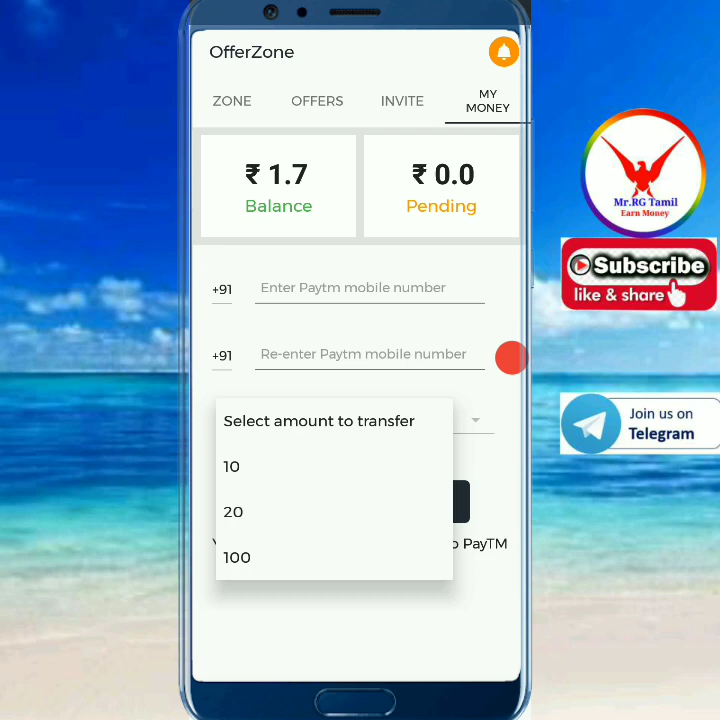 OfferZone
ZONE
OFFERS
INVITE
MY
MONEY
₹ 1.7
Balance
₹ 0.0
Pending
+91
Enter Paytm mobile number
+91
Re-enter Paytm mobile number
Select amount to transfer
10
20
100
PayTM
Mr.RG Tamil
Earn Money
Subscribe
like & share
Join us on
Telegram